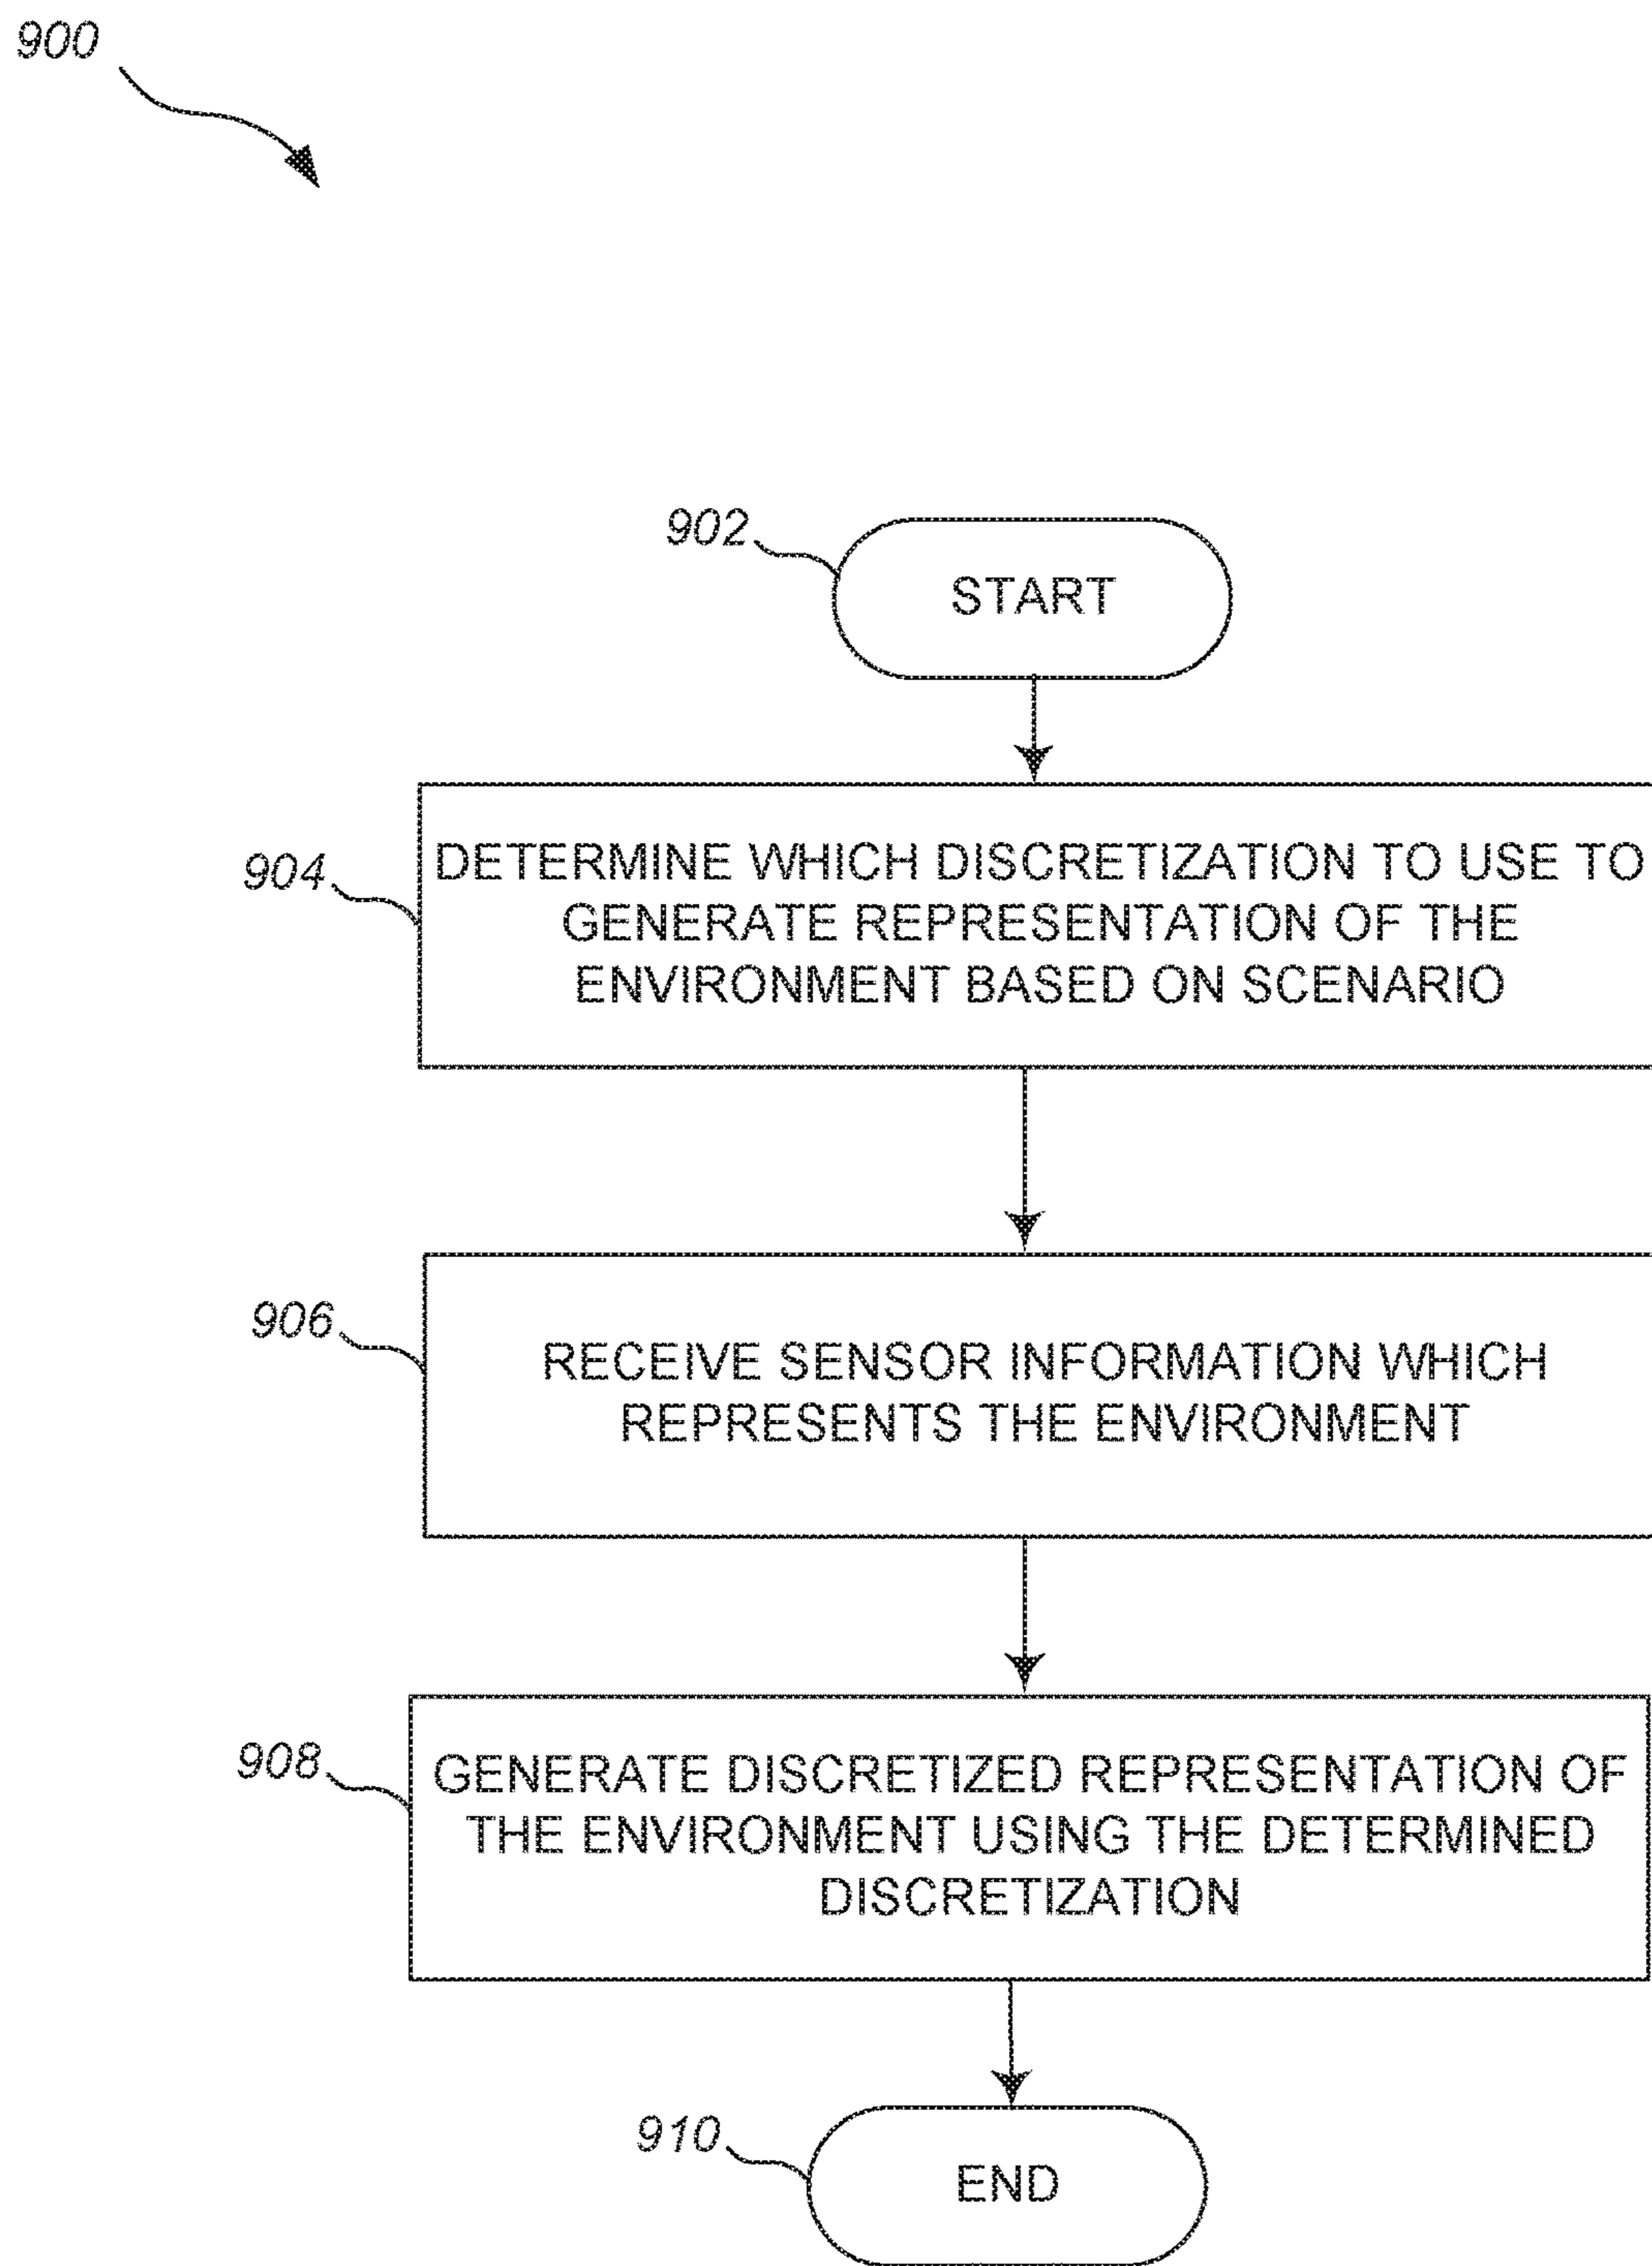 900
902
START
904
DETERMINE WHICH DISCRETIZATION TO USE TO
GENERATE REPRESENTATION OF THE
ENVIRONMENT BASED ON SCENARIO
906
RECEIVE SENSOR INFORMATION WHICH
REPRESENTS THE ENVIRONMENT
908
GENERATE DISCRETIZED REPRESENTATION OF
THE ENVIRONMENT USING THE DETERMINED
DISCRETIZATION
910
END